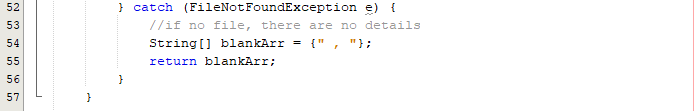 52 } catch (FileNotFoundException e) {
53 //if no file, there are no details
54 String[] blankArr = {" , "};
55 return blankArr;
56 }
57 }